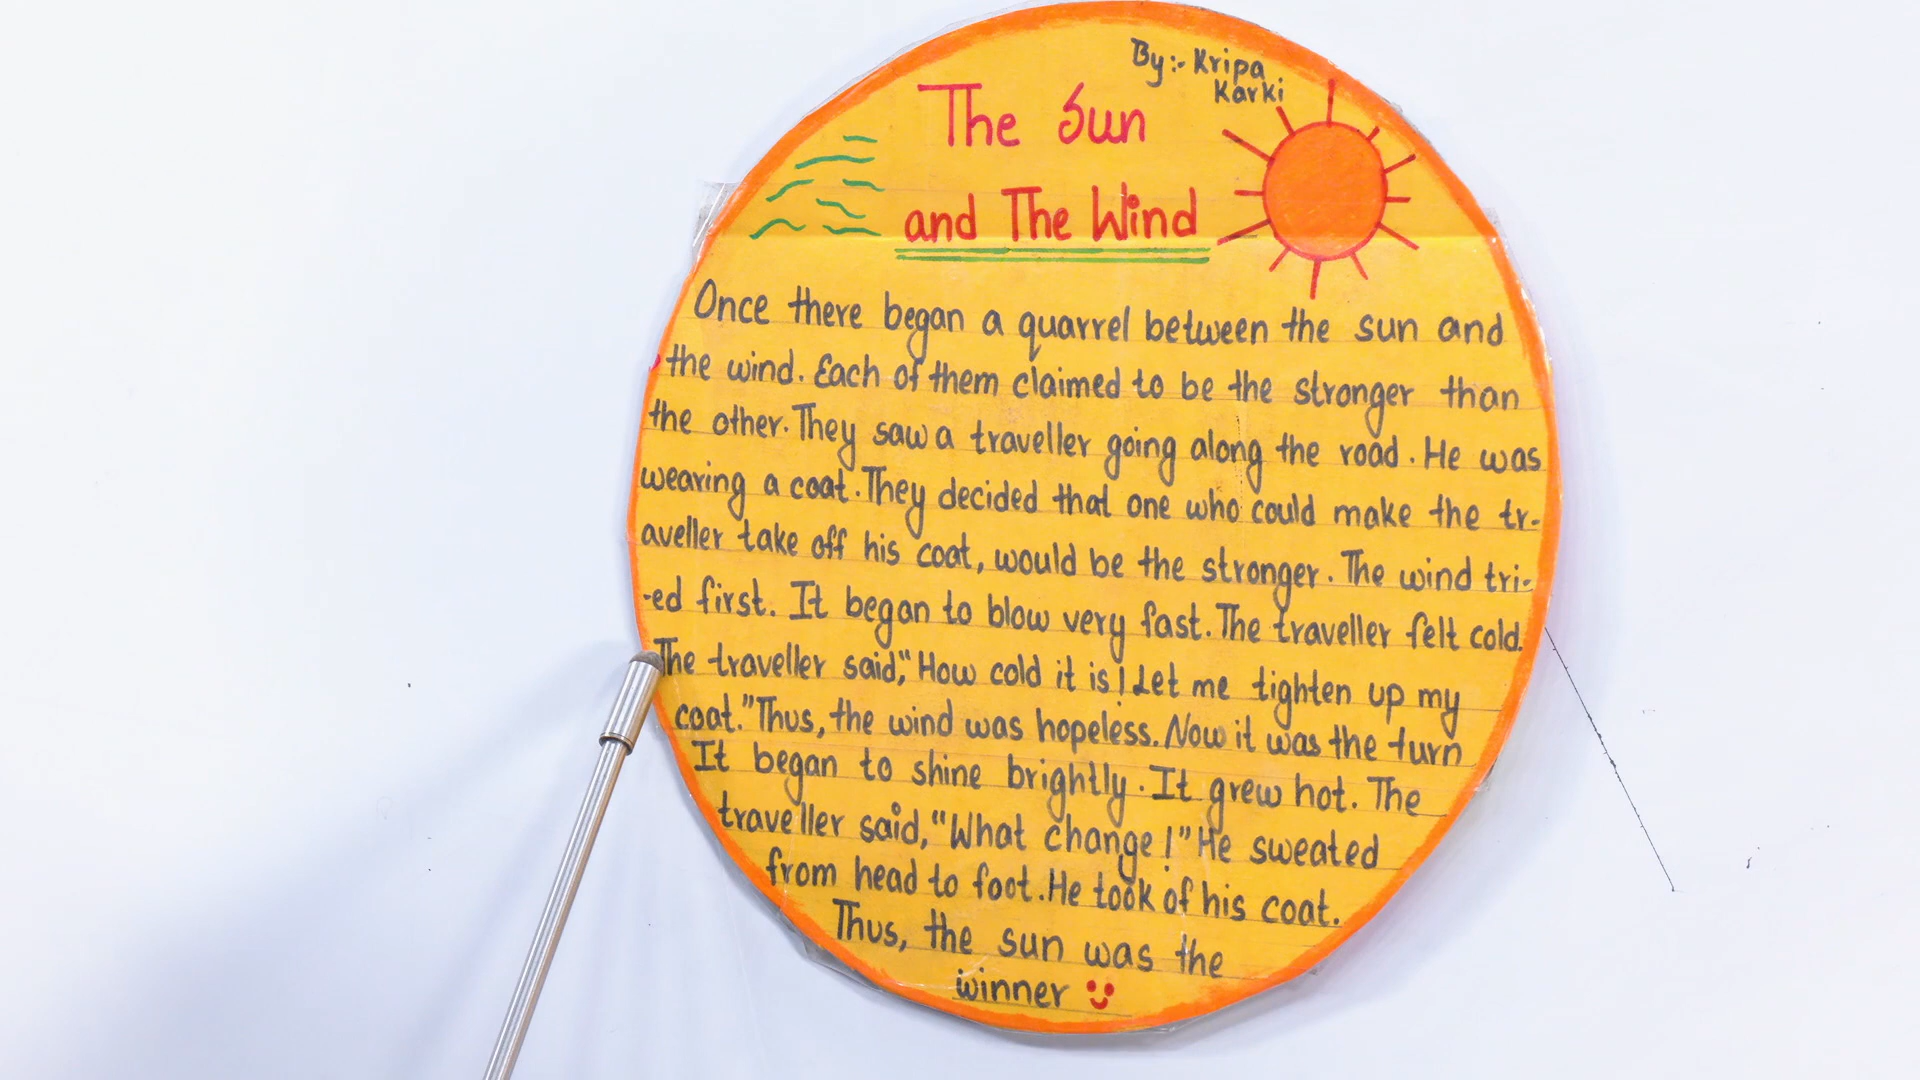 By:- Kripa
Karki
The Sun
and The Wind
Once there began a quarrel between the sun and
the wind. Each of them claimed to be the stronger than
the other. They saw a traveller going along the road. He was
wearing a coat. They decided that one who could make the tr-
aveller take off his coat, would be the stronger. The wind tri-
-ed first. It began to blow very fast. The traveller felt cold.
The traveller said," How cold it is! Let me tighten up my
coat." Thus, the wind was hopeless. Now it was the turn
It began to shine brightly. It grew hot. The
traveller said, "What change!" He sweated
from head to foot. He took of his coat.
Thus, the sun was the
winner